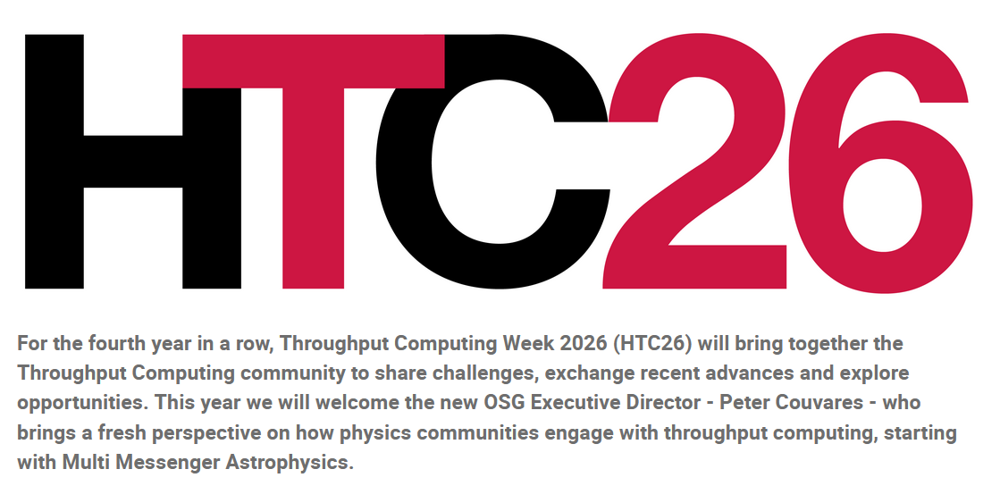 HTC26
For the fourth year in a row, Throughput Computing Week 2026 (HTC26) will bring together the
Throughput Computing community to share challenges, exchange recent advances and explore
opportunities. This year we will welcome the new OSG Executive Director - Peter Couvares - who
brings a fresh perspective on how physics communities engage with throughput computing, starting
with Multi Messenger Astrophysics.